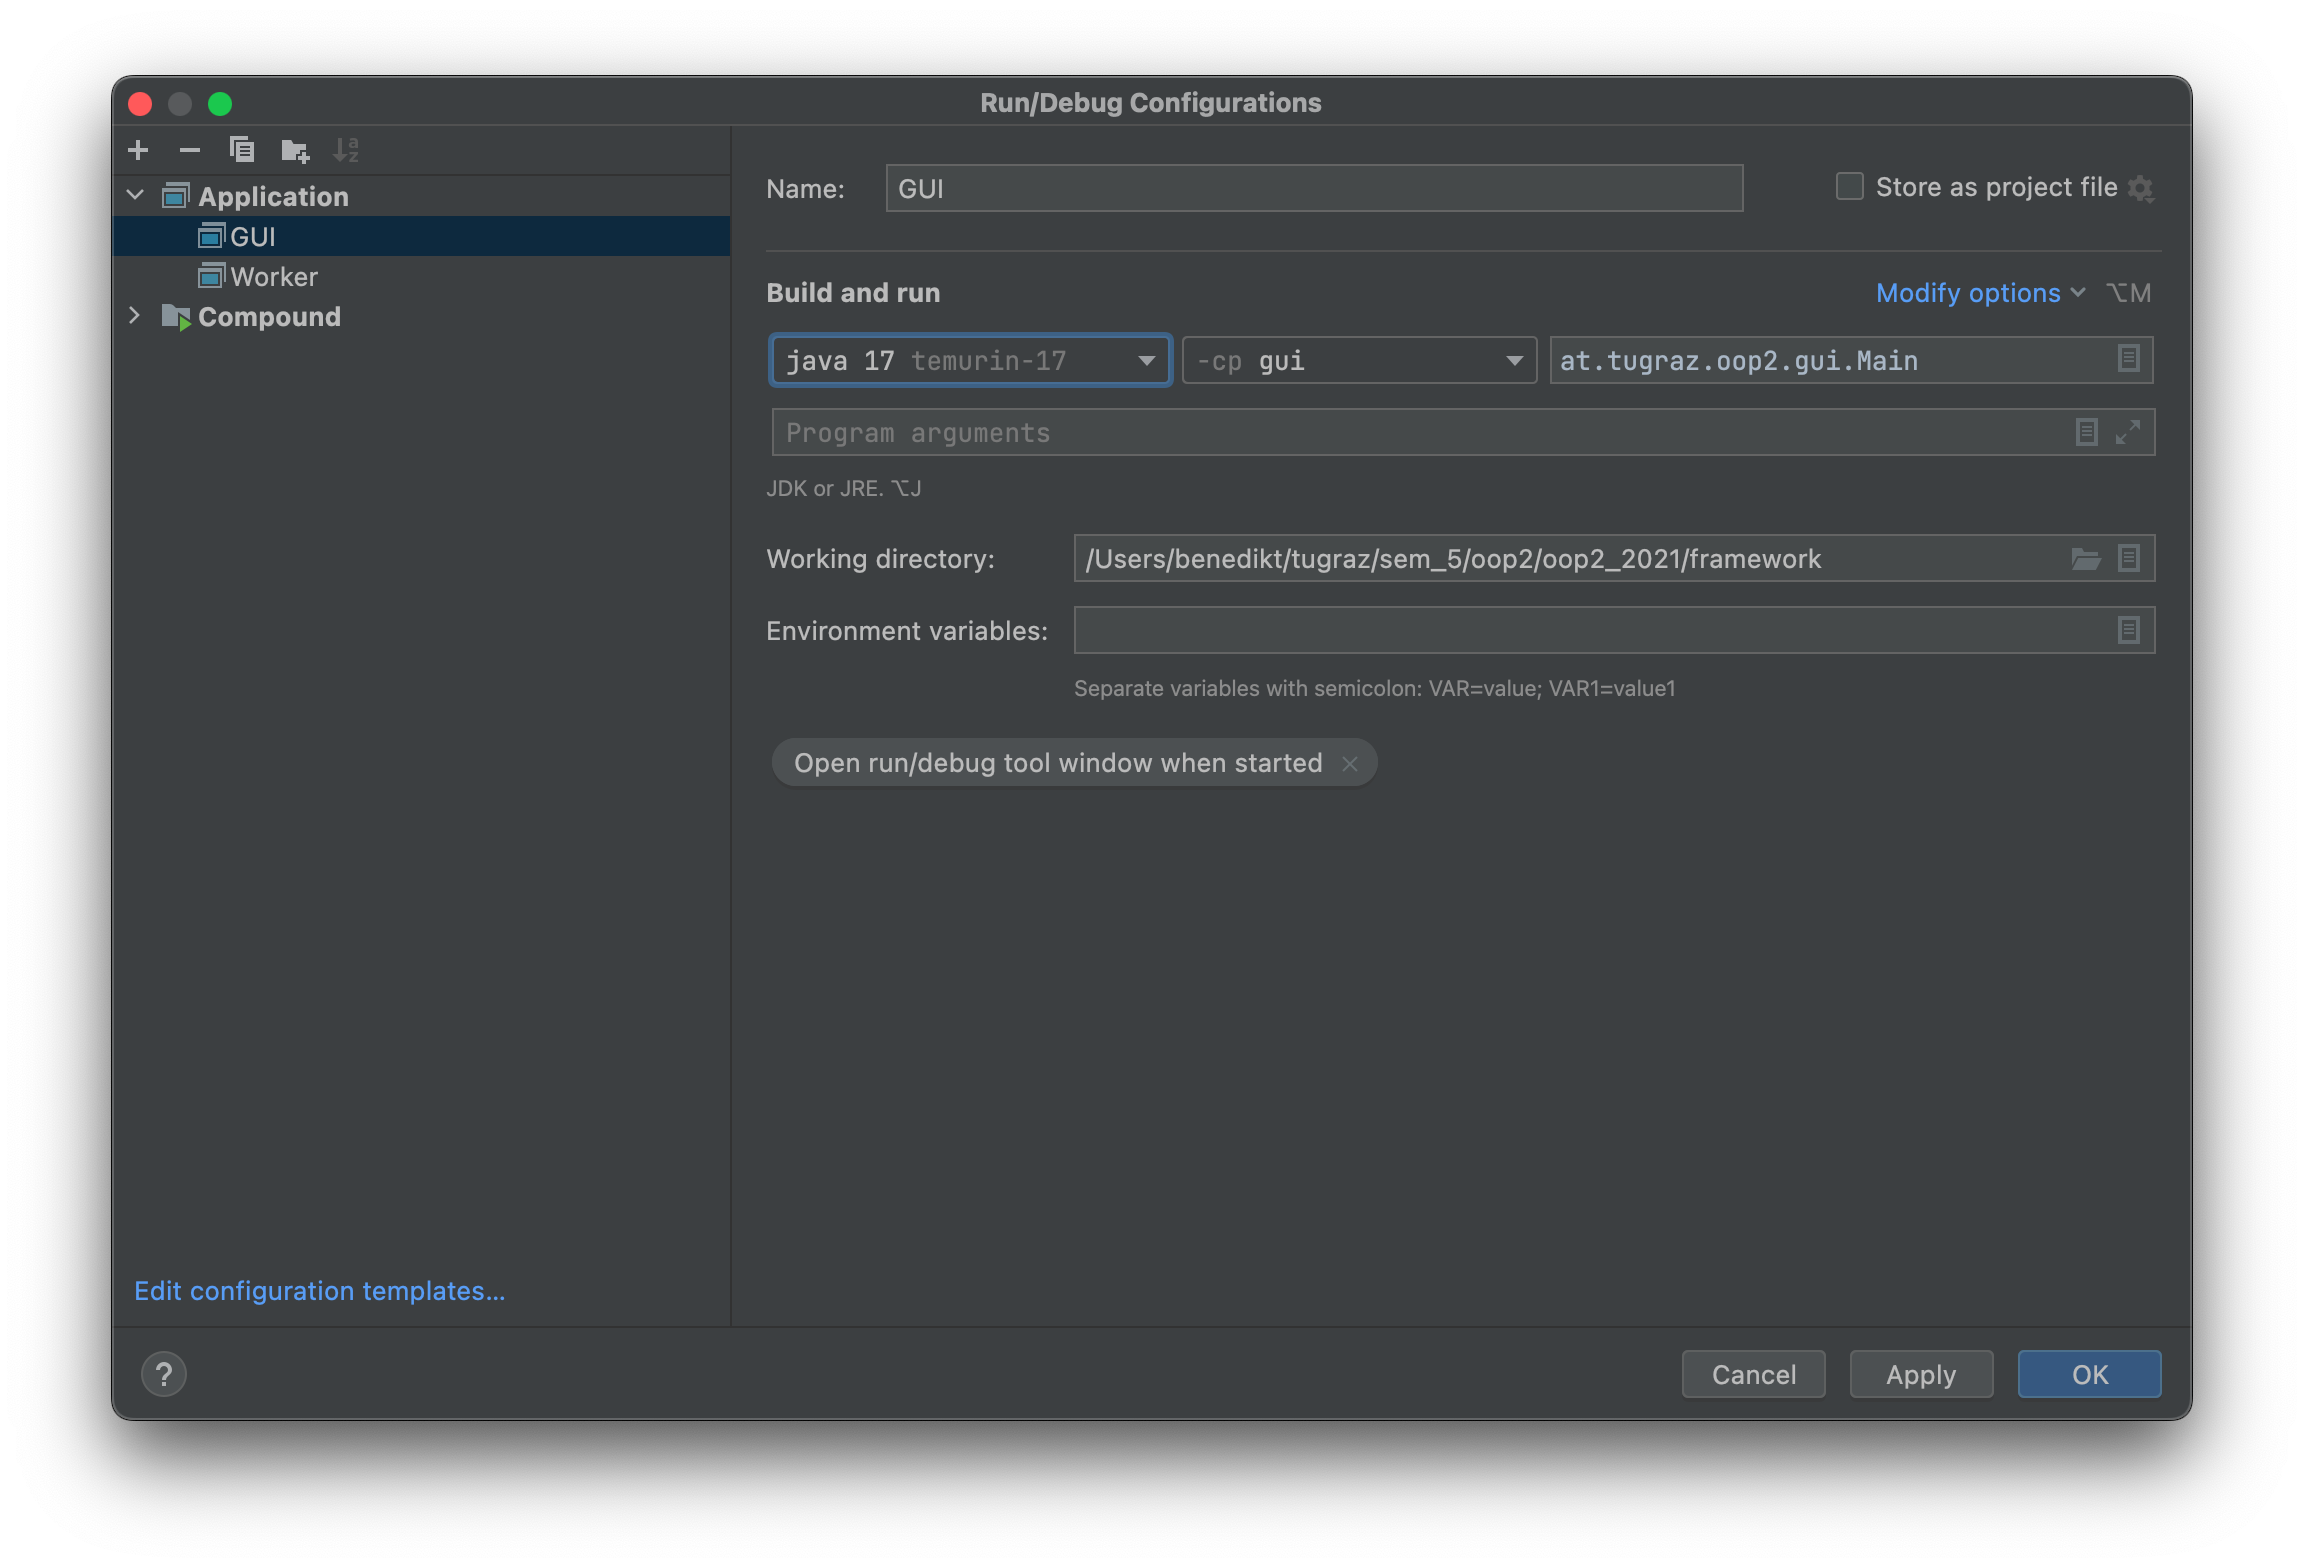 Run/Debug Configurations
Application
GUI
Worker
Compound
Edit configuration templates...
Name: GUI
Store as project file
Build and run
Modify options ⌥M
java 17 temurin-17
-cp gui
at.tugraz.oop2.gui.Main
Program arguments
JDK or JRE. ⌥J
Working directory: /Users/benedikt/tugraz/sem_5/oop2/oop2_2021/framework
Environment variables:
Separate variables with semicolon: VAR=value; VAR1=value1
Open run/debug tool window when started ×
? Cancel Apply OK